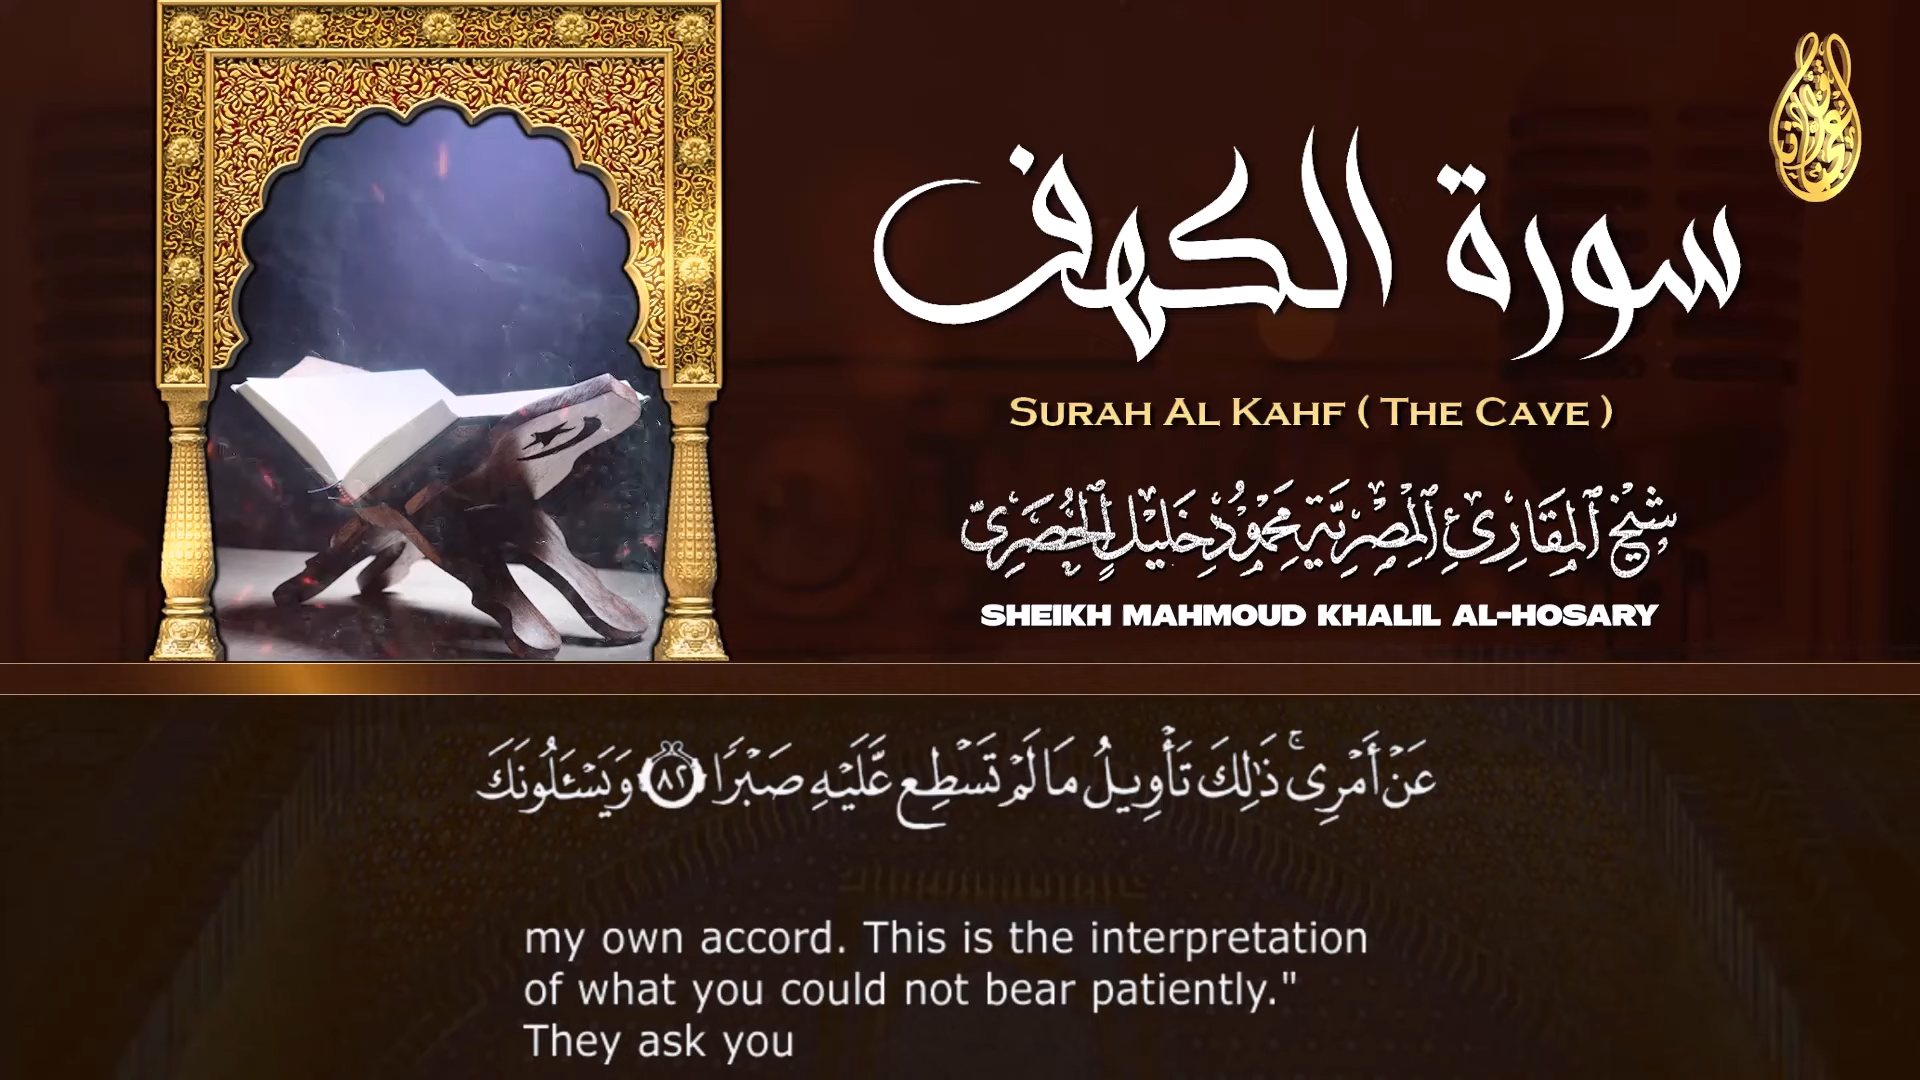 سورة الكهف
SURAH AL KAHF ( THE CAVE )
شيخ المقارئ المصرية محمود خليل الحصري
SHEIKH MAHMOUD KHALIL AL-HOSARY
عَنْ أَمْرِى ۚ ذَٰلِكَ تَأْوِيلُ مَا لَمْ تَسْطِع عَّلَيْهِ صَبْرًا ٨٢ وَيَسْـَٔلُونَكَ
my own accord. This is the interpretation
of what you could not bear patiently."
They ask you